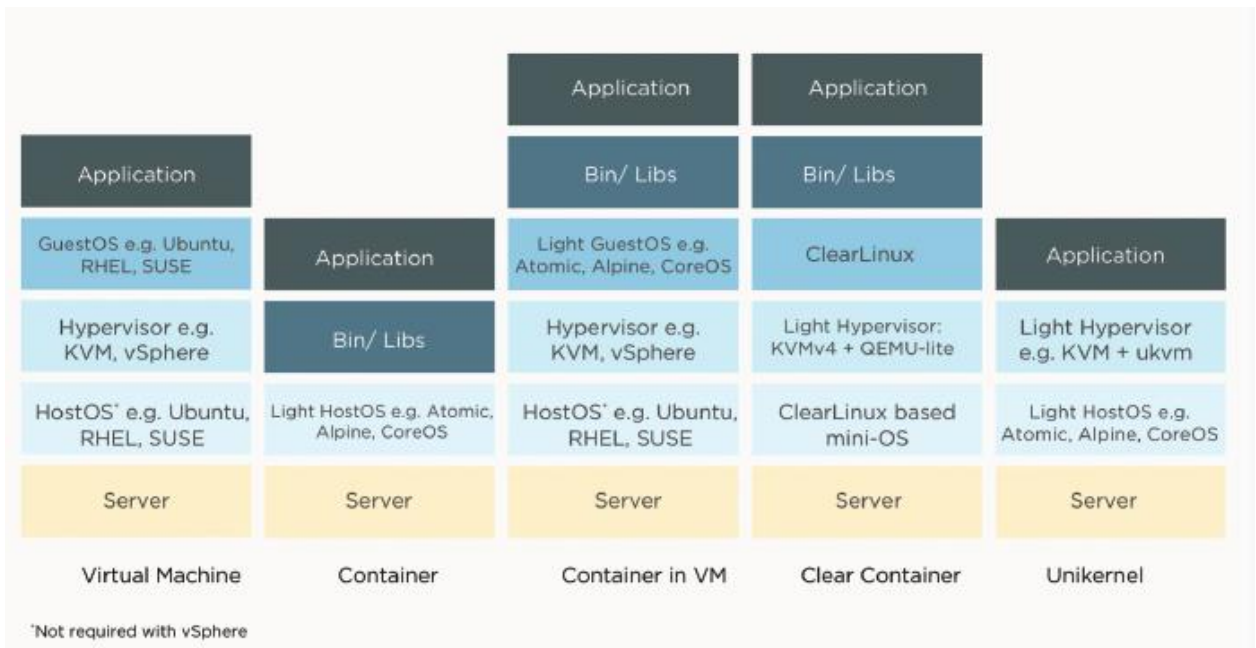 Application
Application
Application
Bin/ Libs
Bin/ Libs
GuestOS e.g. Ubuntu,
RHEL, SUSE
Application
Light GuestOS e.g.
Atomic, Alpine, CoreOS
ClearLinux
Application
Hypervisor e.g.
KVM, vSphere
Bin/ Libs
Hypervisor e.g.
KVM, vSphere
Light Hypervisor:
KVMv4 + QEMU-lite
Light Hypervisor
e.g. KVM + ukvm
HostOS* e.g. Ubuntu,
RHEL, SUSE
Light HostOS e.g. Atomic,
Alpine, CoreOS
HostOS* e.g. Ubuntu,
RHEL, SUSE
ClearLinux based
mini-OS
Light HostOS e.g.
Atomic, Alpine, CoreOS
Server
Server
Server
Server
Server
Virtual Machine
Container
Container in VM
Clear Container
Unikernel
*Not required with vSphere